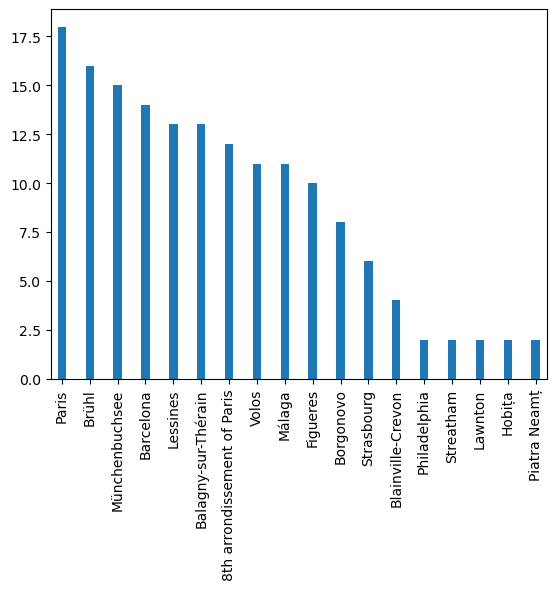 17.5
15.0
12.5
10.0
7.5
5.0
2.5
0.0
Paris
Brühl
Münchenbuchsee
Barcelona
Lessines
Balagny-sur-Thérain
8th arrondissement of Paris
Volos
Málaga
Figueres
Borgonovo
Strasbourg
Blainville-Crevon
Philadelphia
Streatham
Lawnton
Hobița
Piatra Neamț